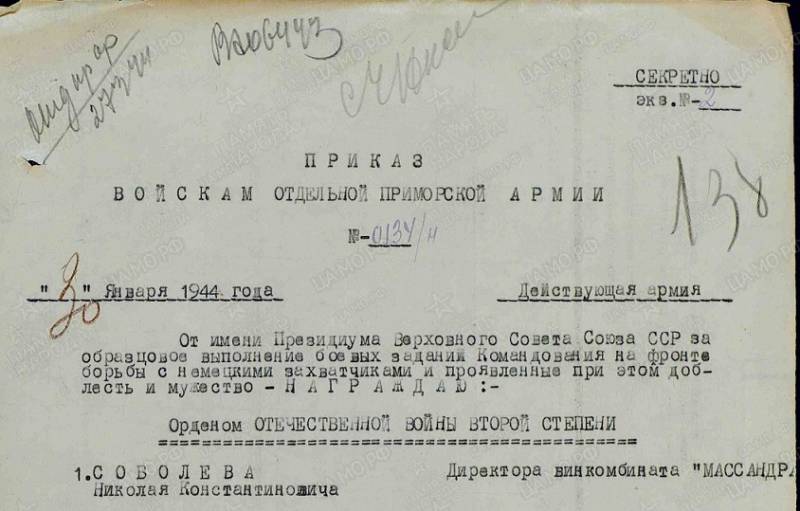 СЕКРЕТНО
экз.№-2
ПРИКАЗ
ВОЙСКАМ ОТДЕЛЬНОЙ ПРИМОРСКОЙ АРМИИ
№-0134/н
138
"30" Января 1944 года Действующая армия
От имени Президиума Верховного Совета Союза ССР за
образцовое выполнение боевых заданий Командования на фронте
борьбы с немецкими захватчиками и проявленные при этом доб-
лесть и мужество - НАГРАЖДАЮ :-
Орденом ОТЕЧЕСТВЕННОЙ ВОЙНЫ ВТОРОЙ СТЕПЕНИ
==========================================
1. СОБОЛЕВА Директора винкомбината "МАССАНДРА
Николая Константиновича